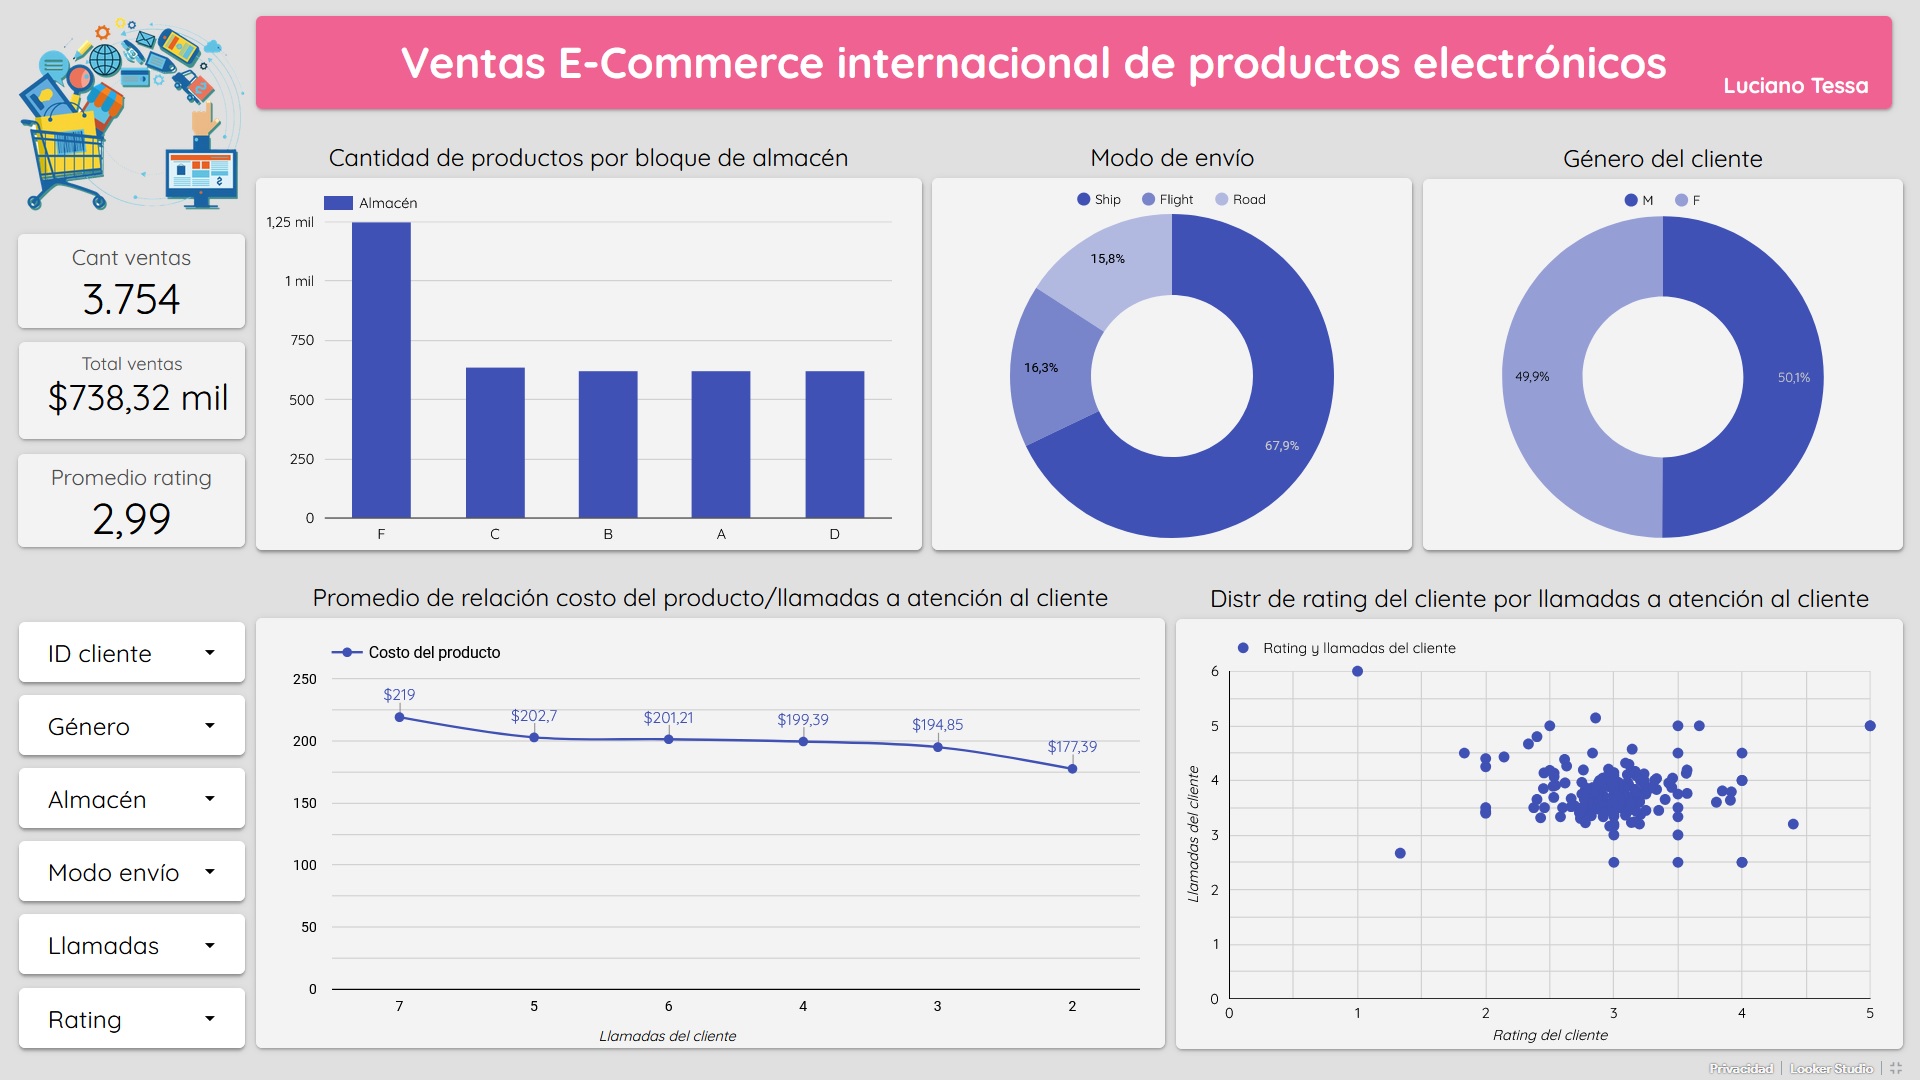 Ventas E-Commerce internacional de productos electrónicos
Luciano Tessa
Cant ventas
3.754
Total ventas
$738,32 mil
Promedio rating
2,99
Cantidad de productos por bloque de almacén
Almacén
1,25 mil
1 mil
750
500
250
0
F C B A D
Modo de envío
Ship Flight Road
15,8%
16,3%
67,9%
Género del cliente
M F
49,9%
50,1%
ID cliente
Género
Almacén
Modo envío
Llamadas
Rating
Promedio de relación costo del producto/llamadas a atención al cliente
Costo del producto
250
200
150
100
50
0
$219
$202,7
$201,21
$199,39
$194,85
$177,39
7 5 6 4 3 2
Llamadas del cliente
Distr de rating del cliente por llamadas a atención al cliente
Rating y llamadas del cliente
Llamadas del cliente
6
5
4
3
2
1
0
0 1 2 3 4 5
Rating del cliente
Privacidad
Looker Studio